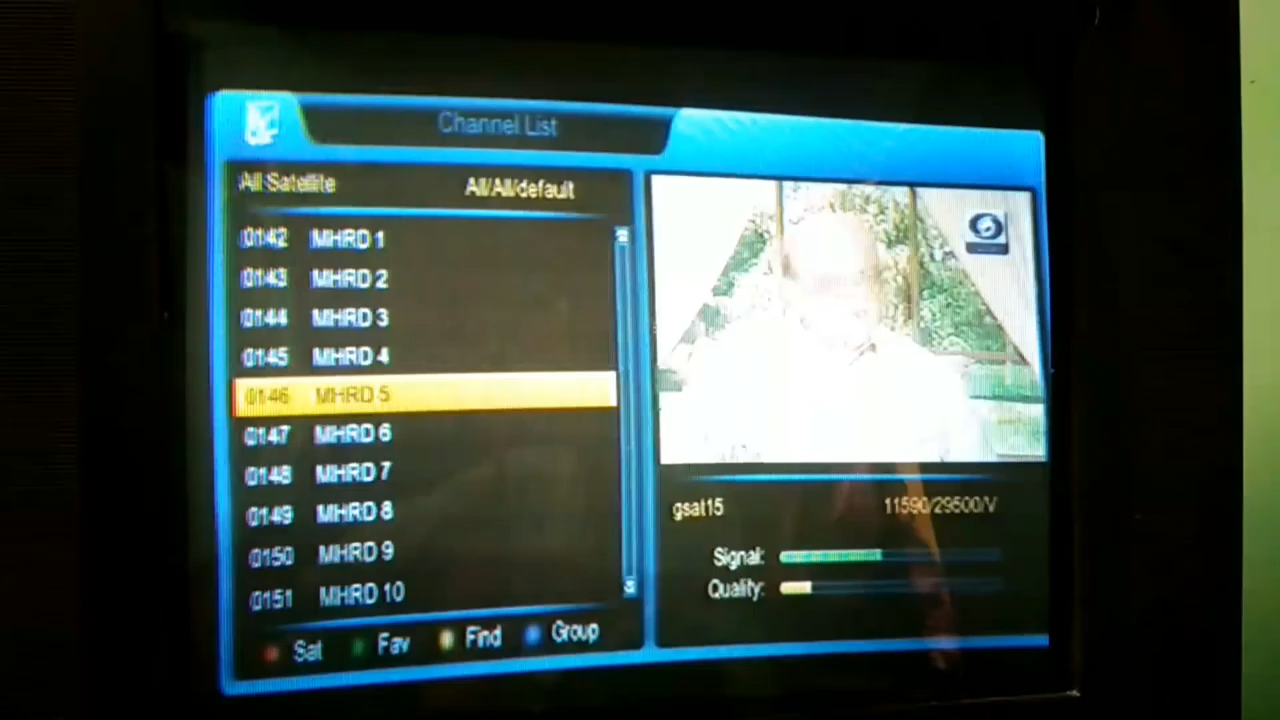 Channel List
All Satellite All/All/default
0142 MHRD 1
0143 MHRD 2
0144 MHRD 3
0145 MHRD 4
0146 MHRD 5
0147 MHRD 6
0148 MHRD 7
0149 MHRD 8
0150 MHRD 9
0151 MHRD 10
Sat Fav Find Group
gsat15 11590/29500/V
Signal:
Quality: